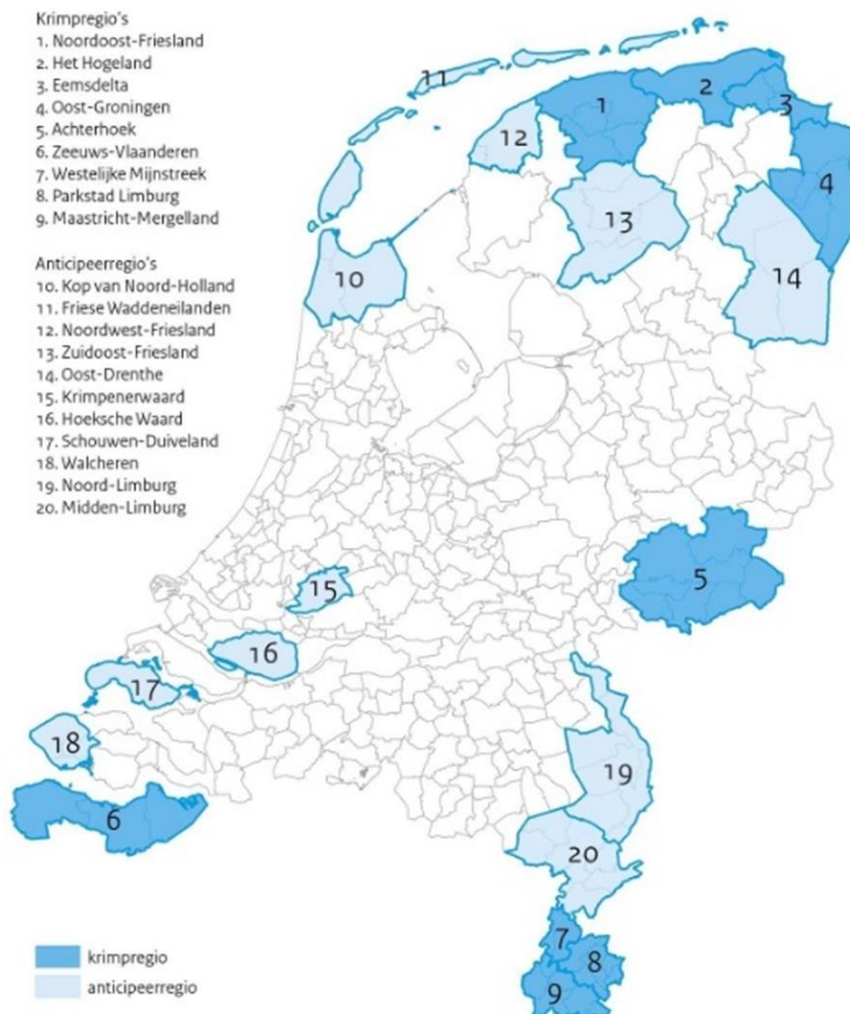 Krimpregio's
1. Noordoost-Friesland
2. Het Hogeland
3. Eemsdelta
4. Oost-Groningen
5. Achterhoek
6. Zeeuws-Vlaanderen
7. Westelijke Mijnstreek
8. Parkstad Limburg
9. Maastricht-Mergelland
Anticipeerregio's
10. Kop van Noord-Holland
11. Friese Waddeneilanden
12. Noordwest-Friesland
13. Zuidoost-Friesland
14. Oost-Drenthe
15. Krimpenerwaard
16. Hoeksche Waard
17. Schouwen-Duiveland
18. Walcheren
19. Noord-Limburg
20. Midden-Limburg
11
1
2
3
12
4
13
10
14
15
5
16
17
18
19
6
20
7
8
9
krimpregio
anticipeerregio